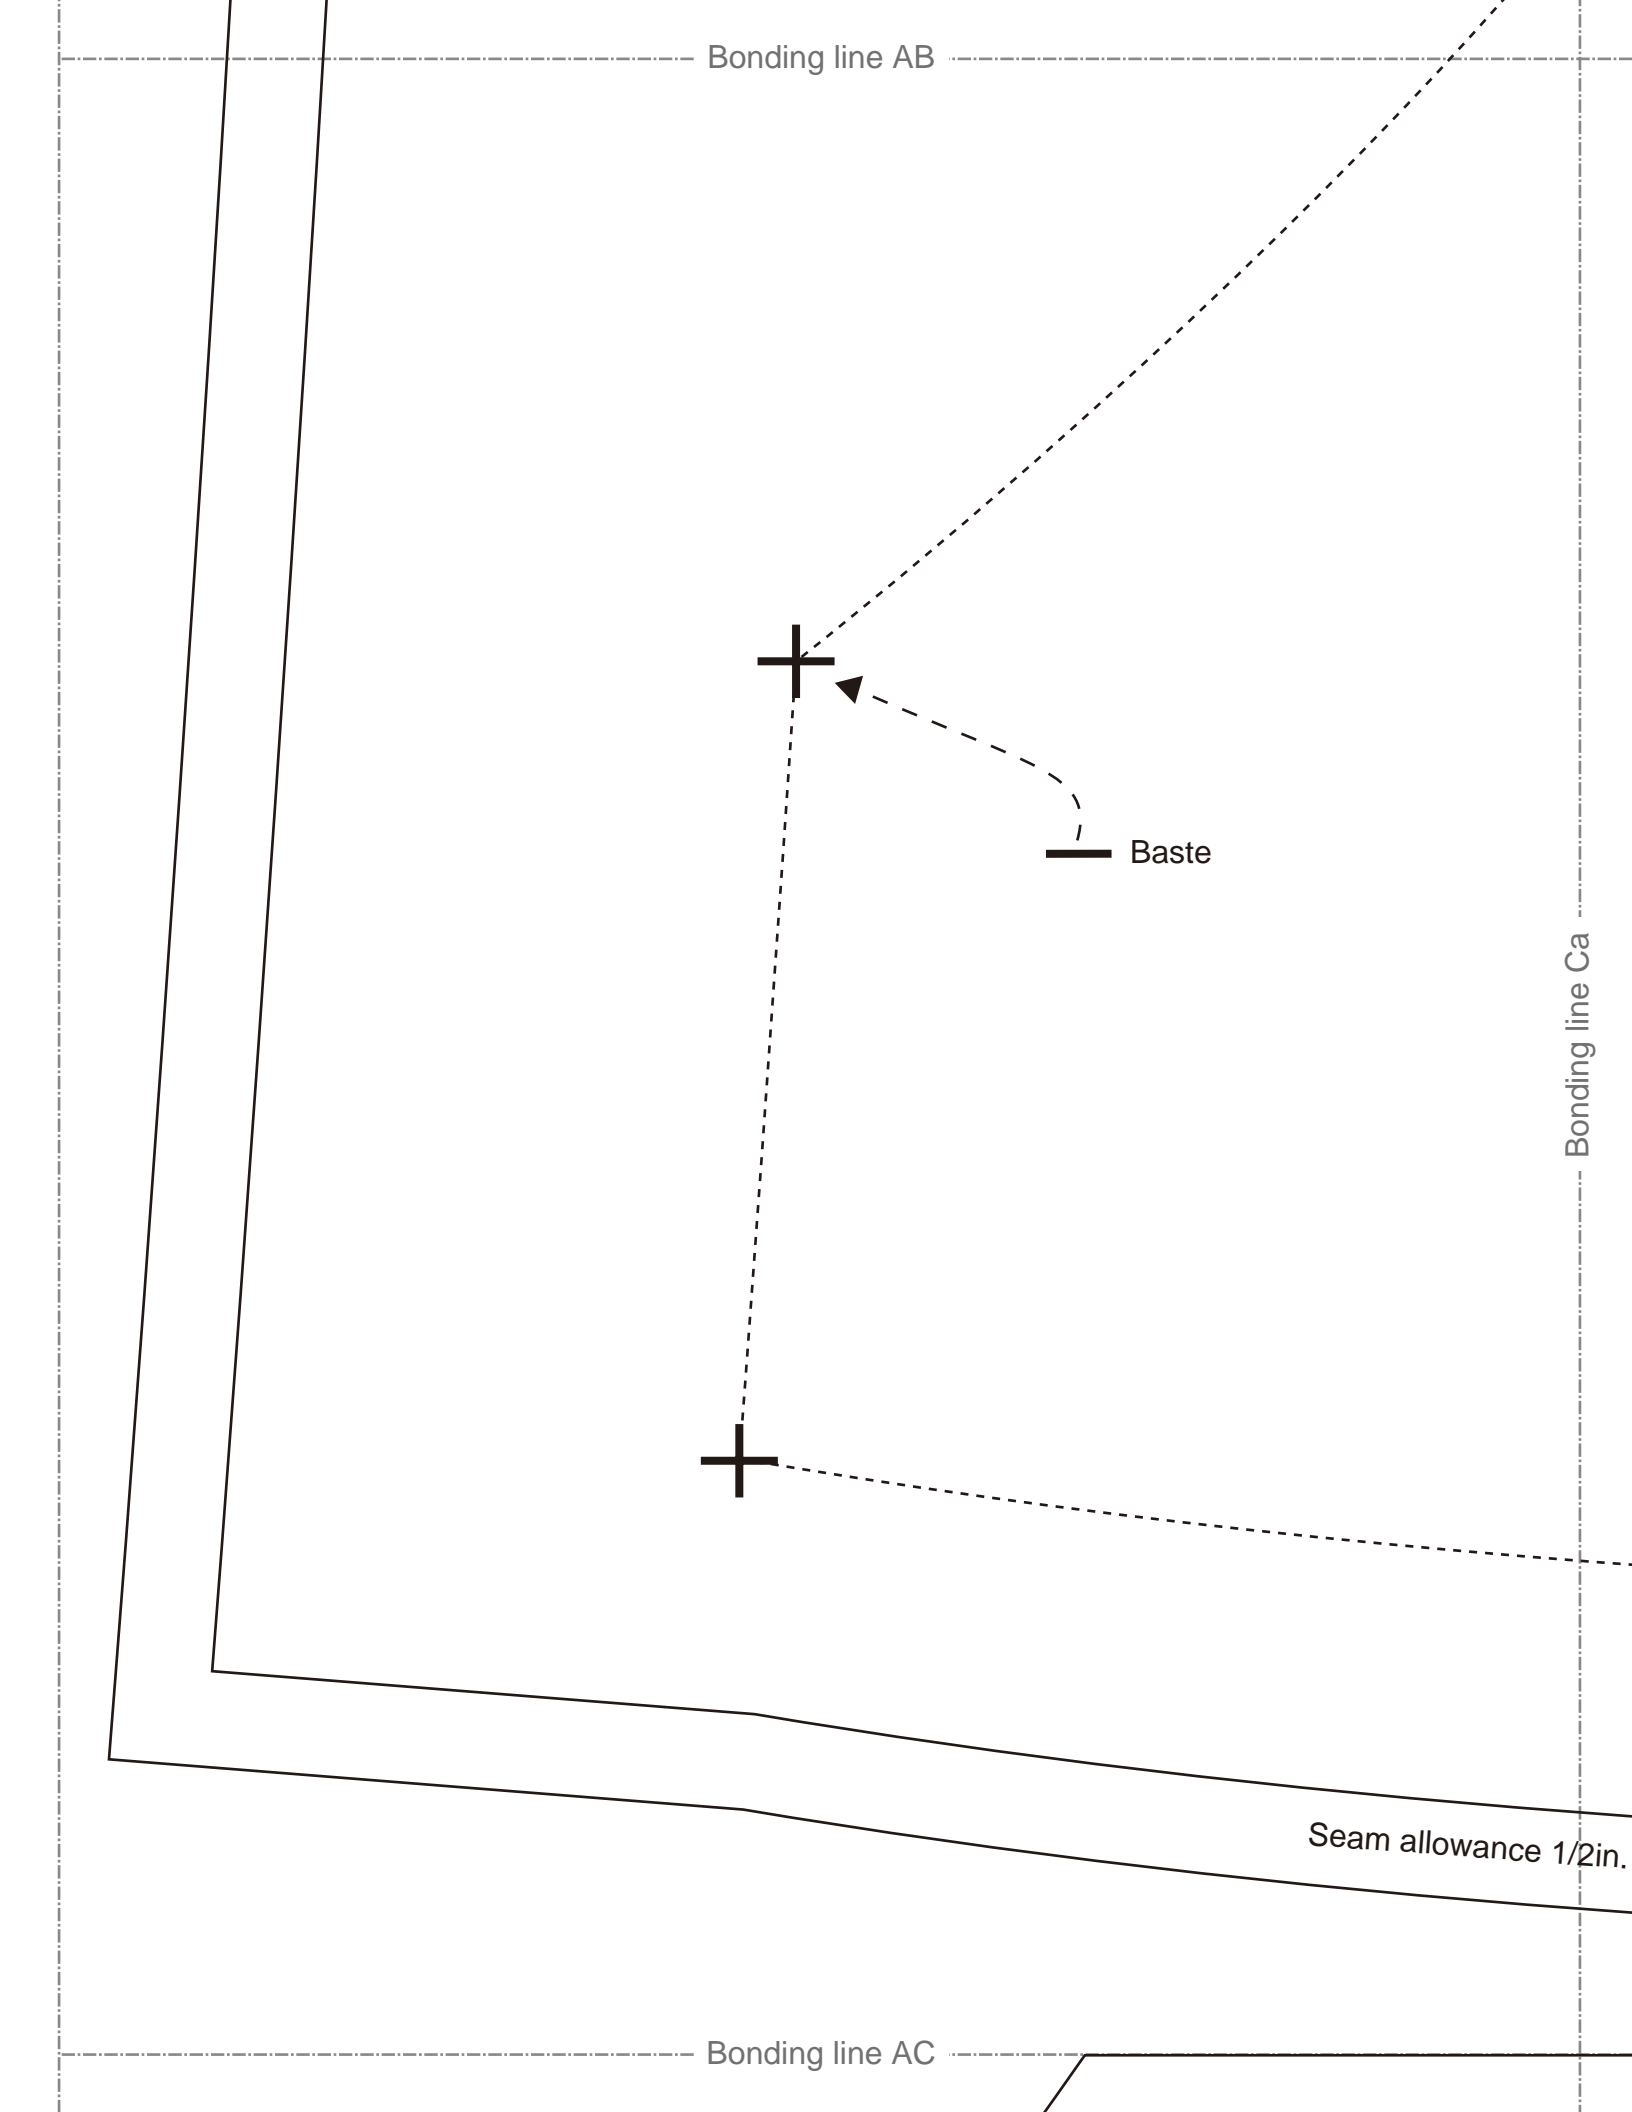 Bonding line AB
Baste
Bonding line Ca
Seam allowance 1/2in.
Bonding line AC